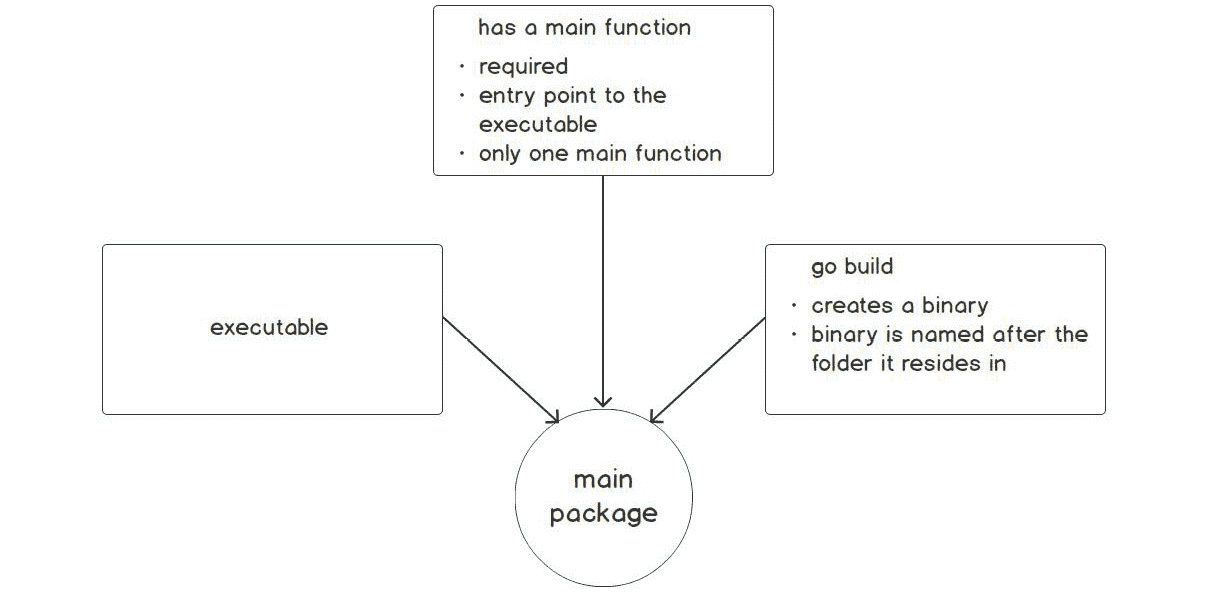 has a main function
· required
· entry point to the
executable
· only one main function
executable
go build
· creates a binary
· binary is named after the
folder it resides in
main
package